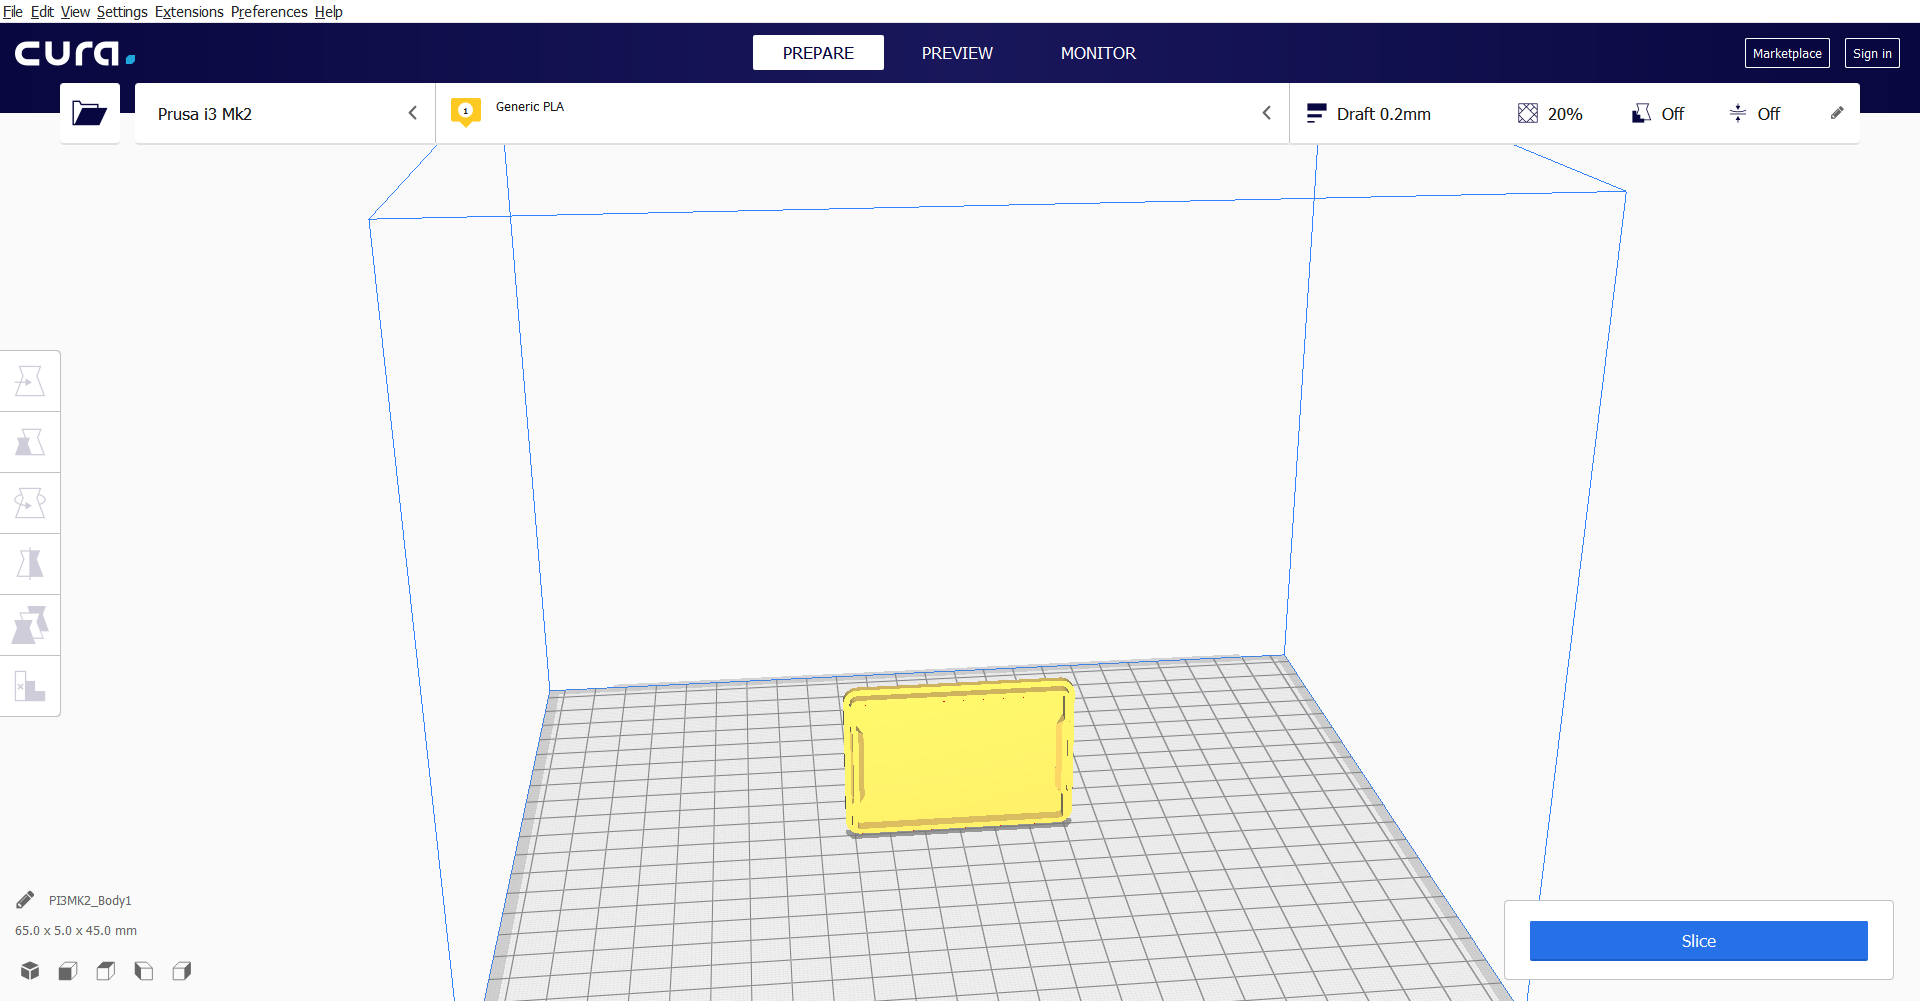 File Edit View Settings Extensions Preferences Help
cura.
PREPARE PREVIEW MONITOR
Marketplace Sign in
Prusa i3 Mk2
1 Generic PLA
Draft 0.2mm 20% Off Off
PI3MK2_Body1
65.0 x 5.0 x 45.0 mm
Slice